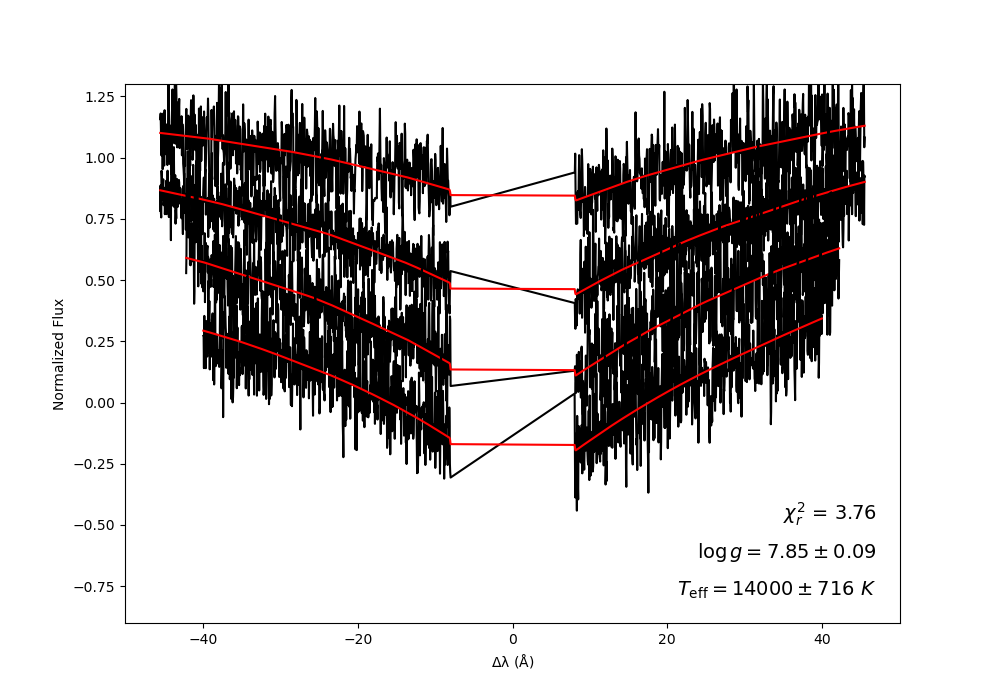 1.25
1.00
0.75
0.50
0.25
0.00
−0.25
−0.50
−0.75
Normalized Flux
χ²ᵣ = 3.76
log g = 7.85 ± 0.09
T_eff = 14000 ± 716 K
−40 −20 0 20 40
Δλ (Å)